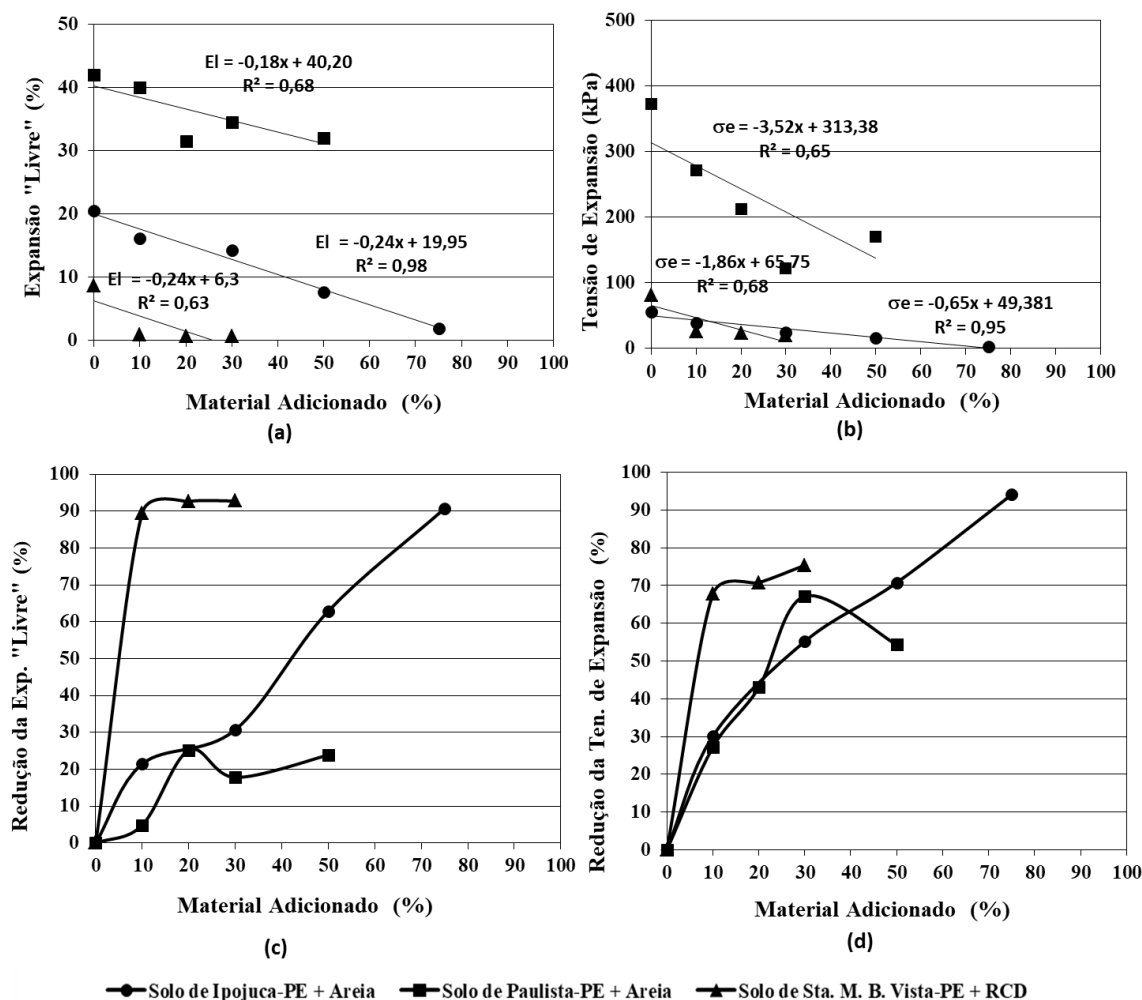 Expansão "Livre" (%)
50
40
30
20
10
0
El = -0,18x + 40,20
R² = 0,68
El = -0,24x + 19,95
R² = 0,98
El = -0,24x + 6,3
R² = 0,63
0 10 20 30 40 50 60 70 80 90 100
Material Adicionado (%)
(a)
Tensão de Expansão (kPa)
500
400
300
200
100
0
σe = -3,52x + 313,38
R² = 0,65
σe = -1,86x + 65,75
R² = 0,68
σe = -0,65x + 49,381
R² = 0,95
0 10 20 30 40 50 60 70 80 90 100
Material Adicionado (%)
(b)
Redução da Exp. "Livre" (%)
100
90
80
70
60
50
40
30
20
10
0
0 10 20 30 40 50 60 70 80 90 100
Material Adicionado (%)
(c)
Redução da Ten. de Expansão (%)
100
90
80
70
60
50
40
30
20
10
0
0 10 20 30 40 50 60 70 80 90 100
Material Adicionado (%)
(d)
Solo de Ipojuca-PE + Areia Solo de Paulista-PE + Areia Solo de Sta. M. B. Vista-PE + RCD